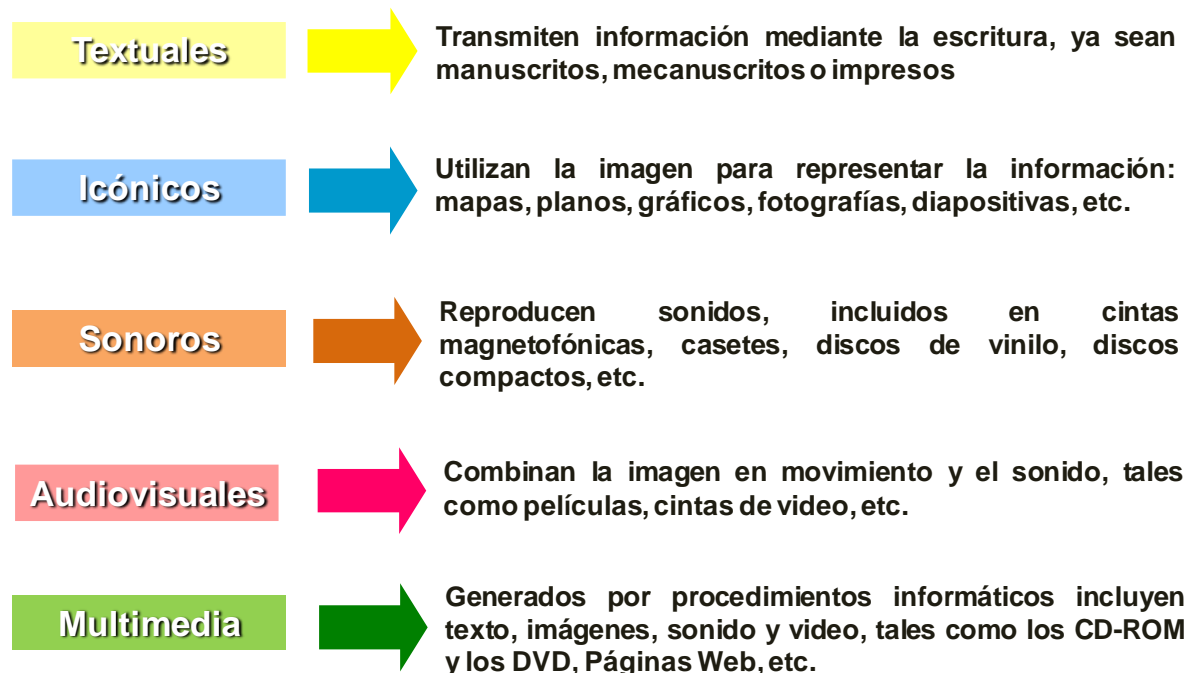 Textuales
Transmiten información mediante la escritura, ya sean
manuscritos, mecanuscritos o impresos
Icónicos
Utilizan la imagen para representar la información:
mapas, planos, gráficos, fotografías, diapositivas, etc.
Sonoros
Reproducen sonidos, incluidos en cintas
magnetofónicas, casetes, discos de vinilo, discos
compactos, etc.
Audiovisuales
Combinan la imagen en movimiento y el sonido, tales
como películas, cintas de video, etc.
Multimedia
Generados por procedimientos informáticos incluyen
texto, imágenes, sonido y video, tales como los CD-ROM
y los DVD, Páginas Web, etc.